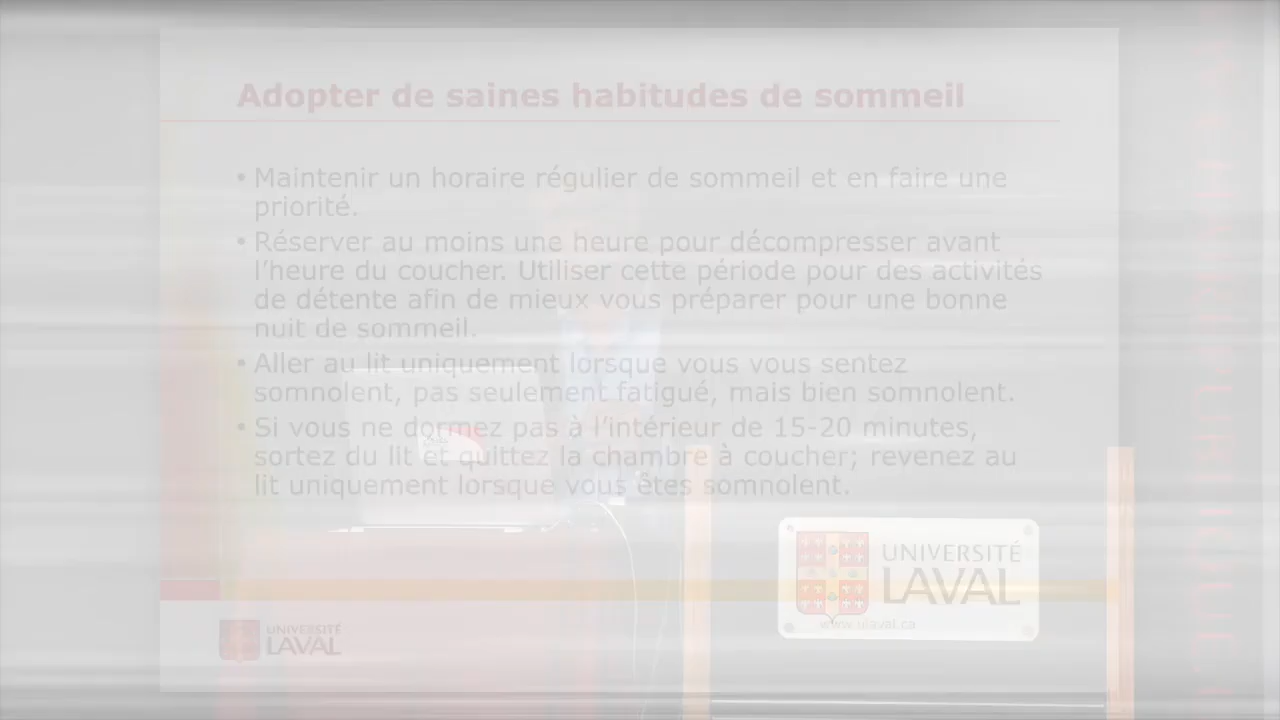 Adopter de saines habitudes de sommeil
• Maintenir un horaire régulier de sommeil et en faire une
priorité.
• Réserver au moins une heure pour décompresser avant
l’heure du coucher. Utiliser cette période pour des activités
de détente afin de mieux vous préparer pour une bonne
nuit de sommeil.
• Aller au lit uniquement lorsque vous vous sentez
somnolent, pas seulement fatigué, mais bien somnolent.
• Si vous ne dormez pas à l’intérieur de 15-20 minutes,
sortez du lit et quittez la chambre à coucher; revenez au
lit uniquement lorsque vous êtes somnolent.
UNIVERSITÉ
LAVAL
www.ulaval.ca
UNIVERSITÉ
LAVAL